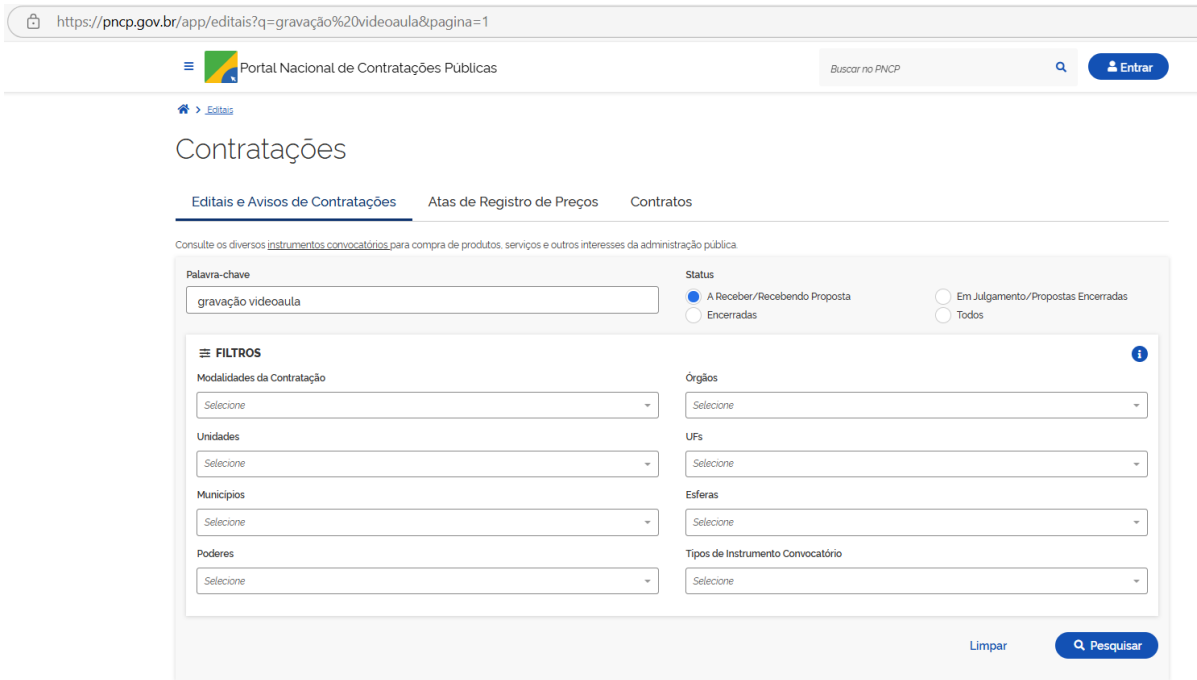 https://pncp.gov.br/app/editais?q=gravação%20videoaula&pagina=1
Portal Nacional de Contratações Públicas
Buscar no PNCP
Entrar
Editais
Contratações
Editais e Avisos de Contratações
Atas de Registro de Preços
Contratos
Consulte os diversos instrumentos convocatórios para compra de produtos, serviços e outros interesses da administração pública.
Palavra-chave
gravação videoaula
Status
A Receber/Recebendo Proposta
Em Julgamento/Propostas Encerradas
Encerradas
Todos
FILTROS
Modalidades da Contratação
Selecione
Órgãos
Selecione
Unidades
Selecione
UFs
Selecione
Municípios
Selecione
Esferas
Selecione
Poderes
Selecione
Tipos de Instrumento Convocatório
Selecione
Limpar
Pesquisar